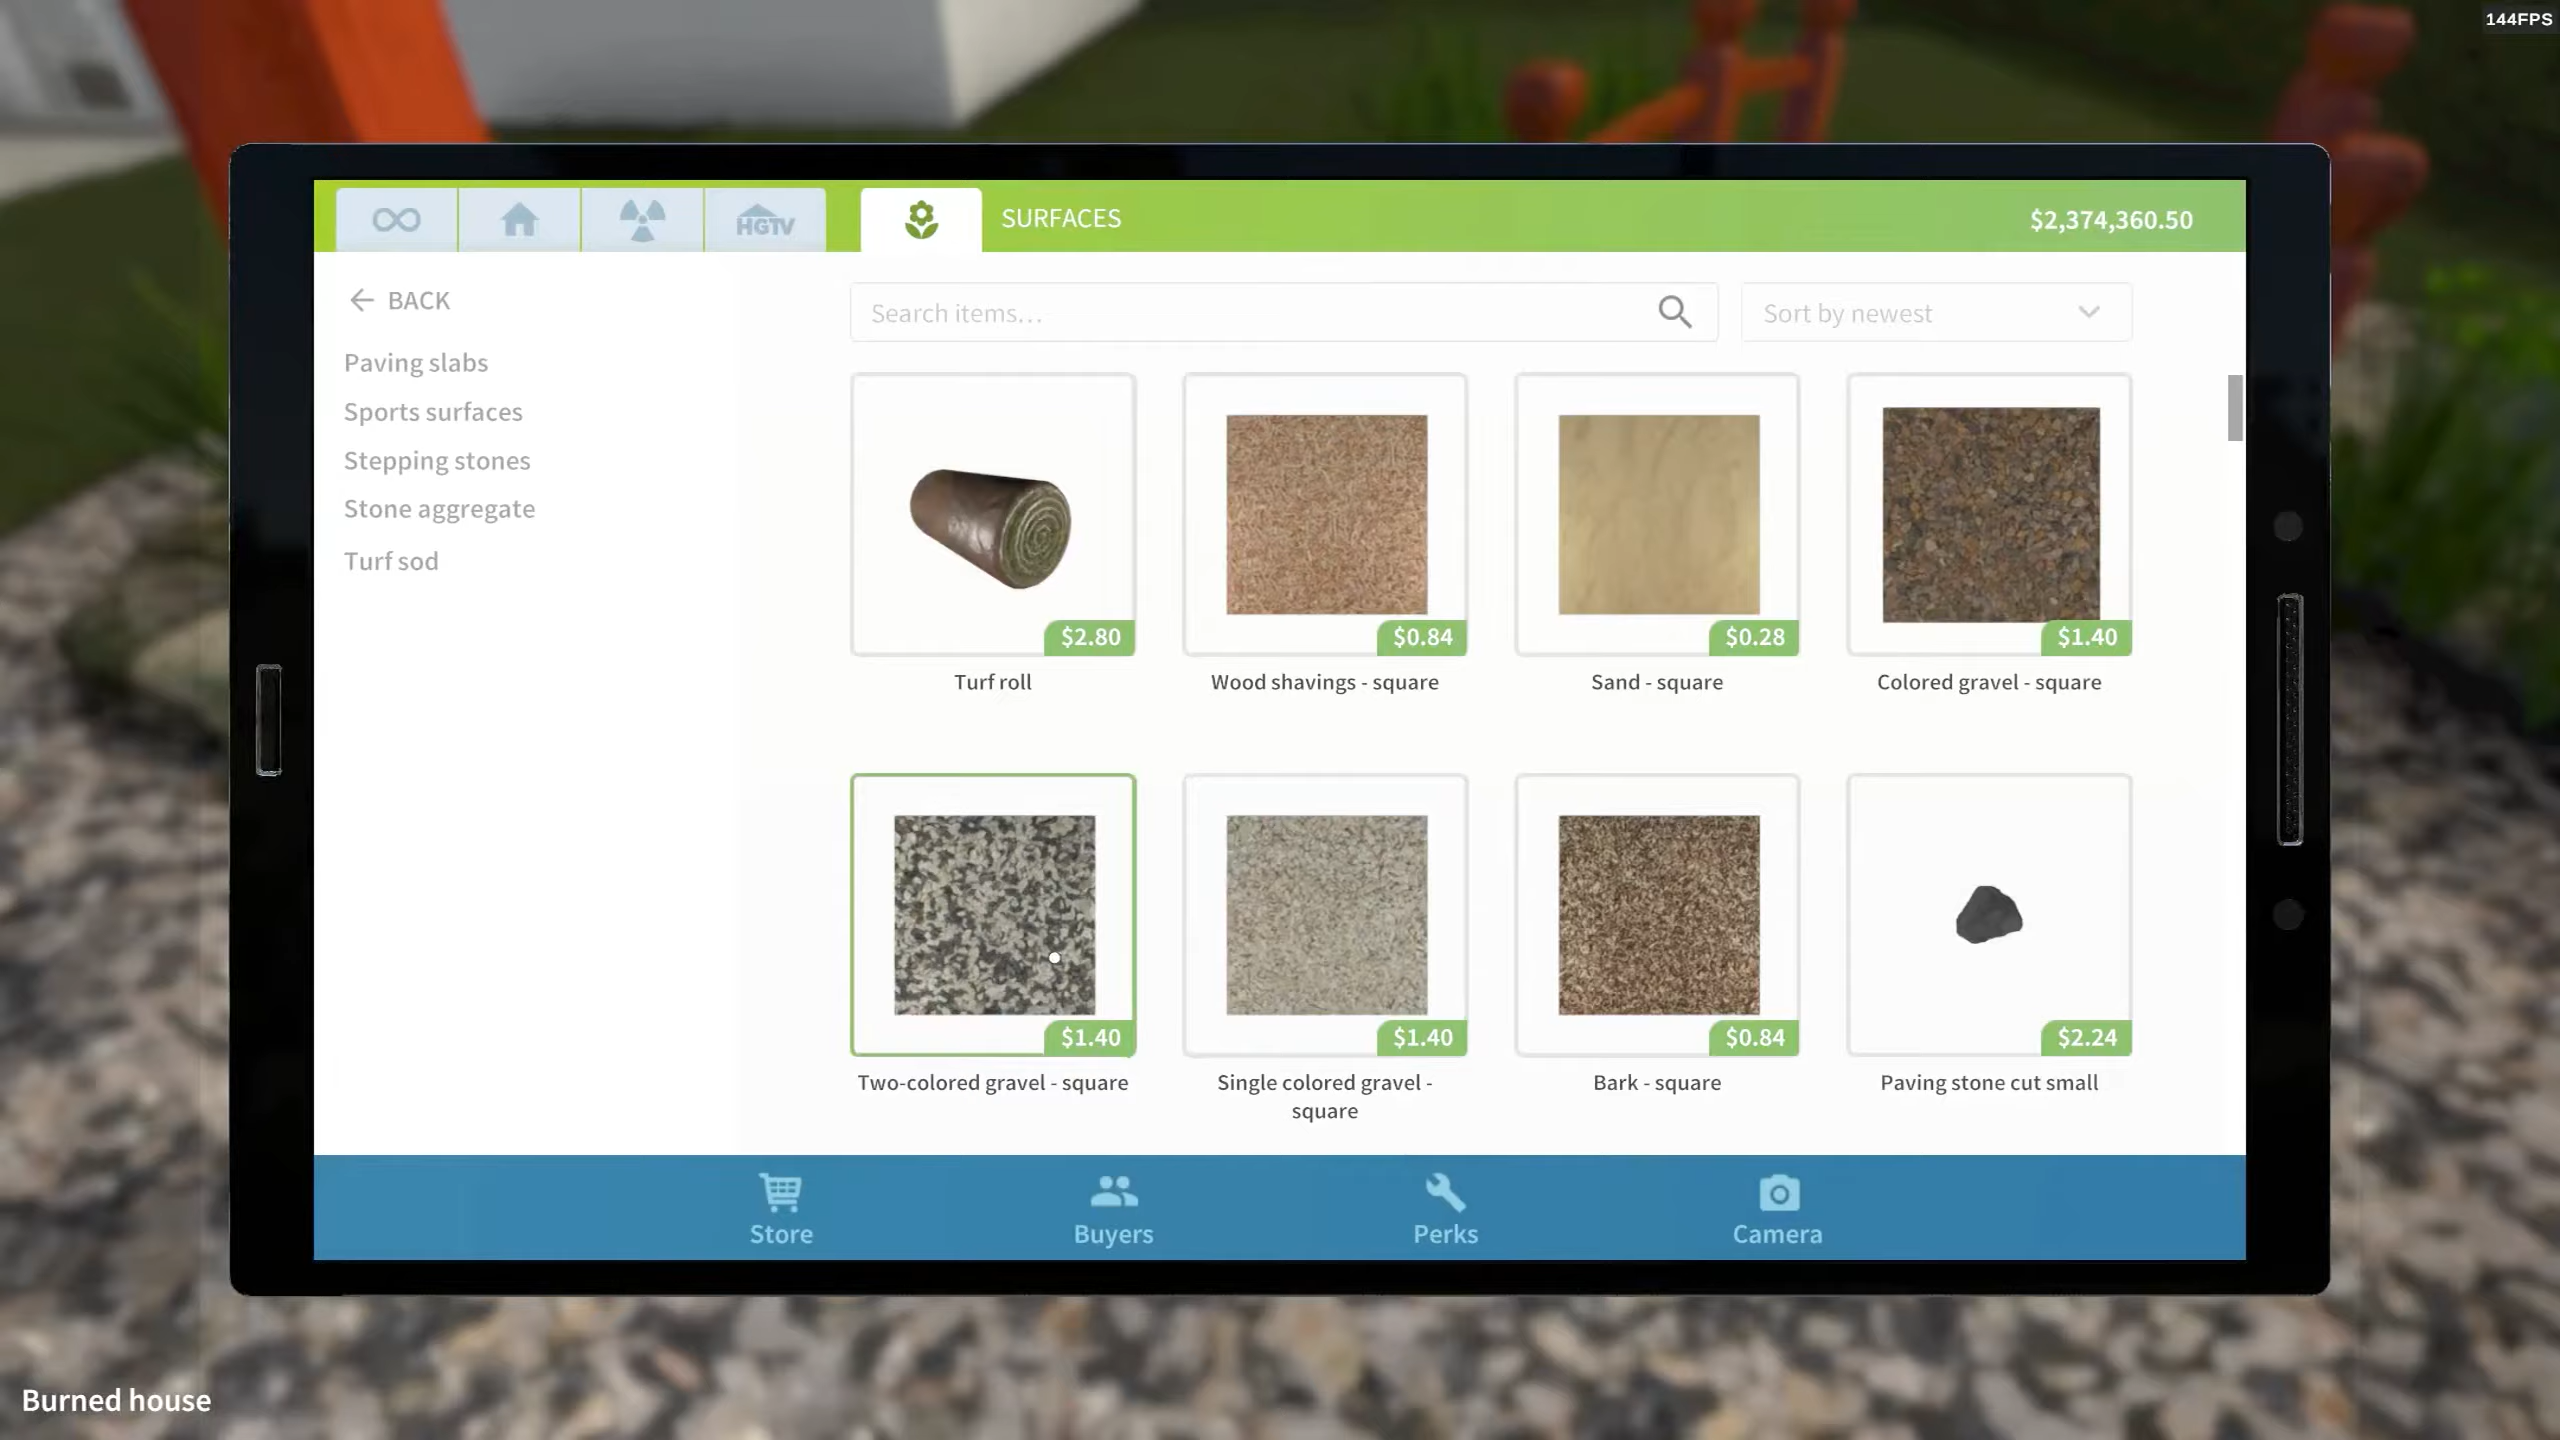 144FPS
HGTV
SURFACES
$2,374,360.50
BACK
Search items...
Sort by newest
Paving slabs
Sports surfaces
Stepping stones
Stone aggregate
Turf sod
$2.80
$0.84
$0.28
$1.40
Turf roll
Wood shavings - square
Sand - square
Colored gravel - square
$1.40
$1.40
$0.84
$2.24
Two-colored gravel - square
Single colored gravel -
square
Bark - square
Paving stone cut small
Store
Buyers
Perks
Camera
Burned house